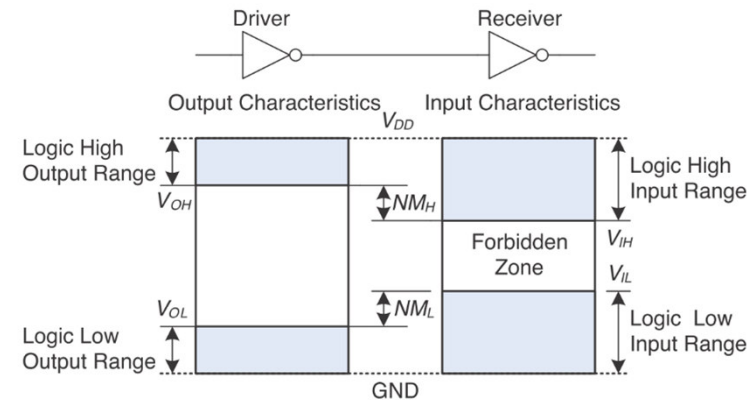 Driver
Receiver
Output Characteristics
Input Characteristics
VDD
Logic High
Output Range
Logic High
Input Range
VOH
NMH
Forbidden
Zone
VIH
VIL
VOL
NML
Logic Low
Output Range
Logic Low
Input Range
GND